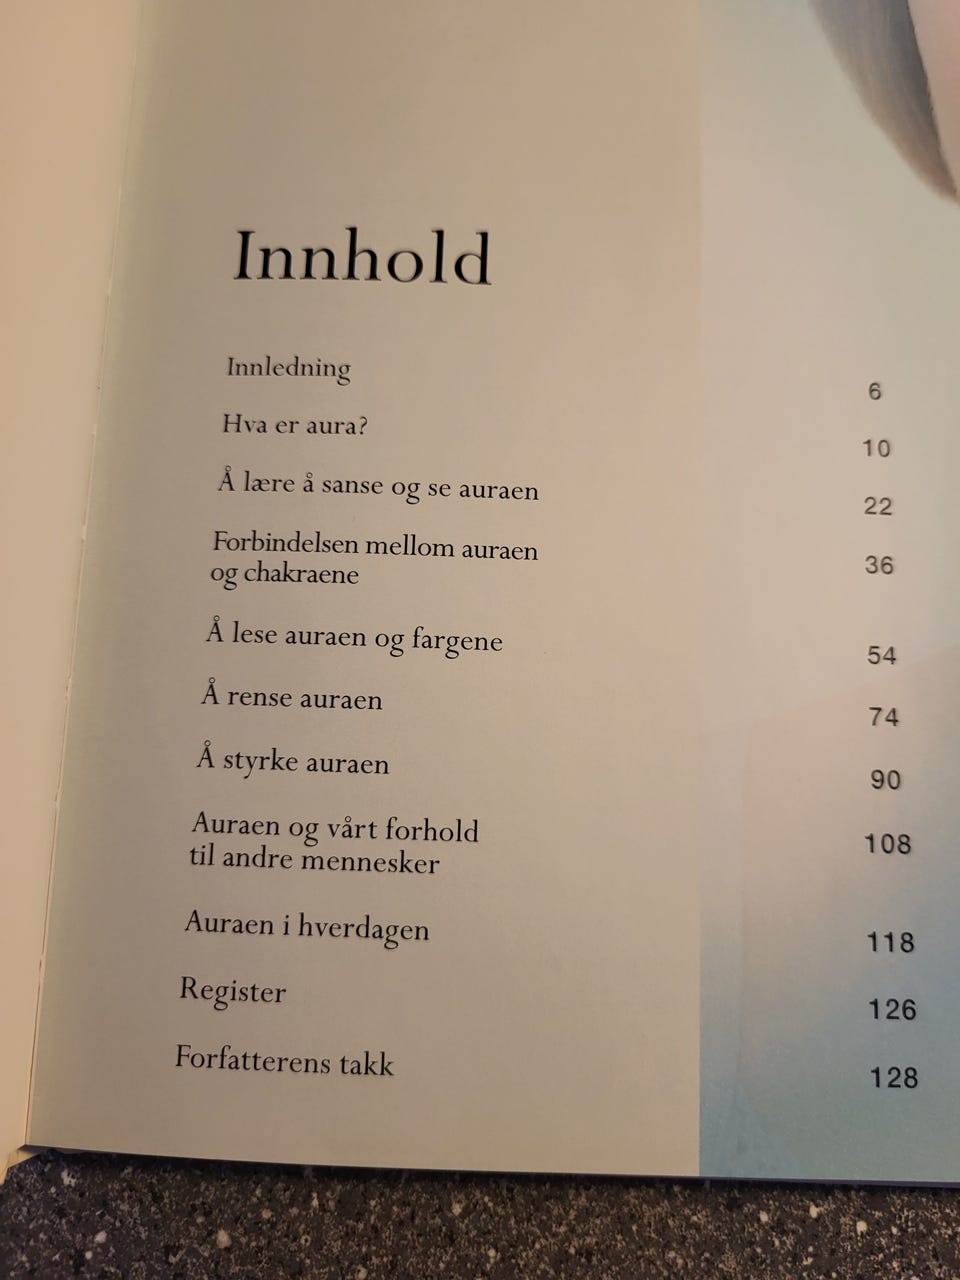 Innhold
Innledning 6
Hva er aura? 10
Å lære å sanse og se auraen 22
Forbindelsen mellom auraen 36
og chakraene
Å lese auraen og fargene 54
Å rense auraen 74
Å styrke auraen 90
Auraen og vårt forhold 108
til andre mennesker
Auraen i hverdagen 118
Register 126
Forfatterens takk 128